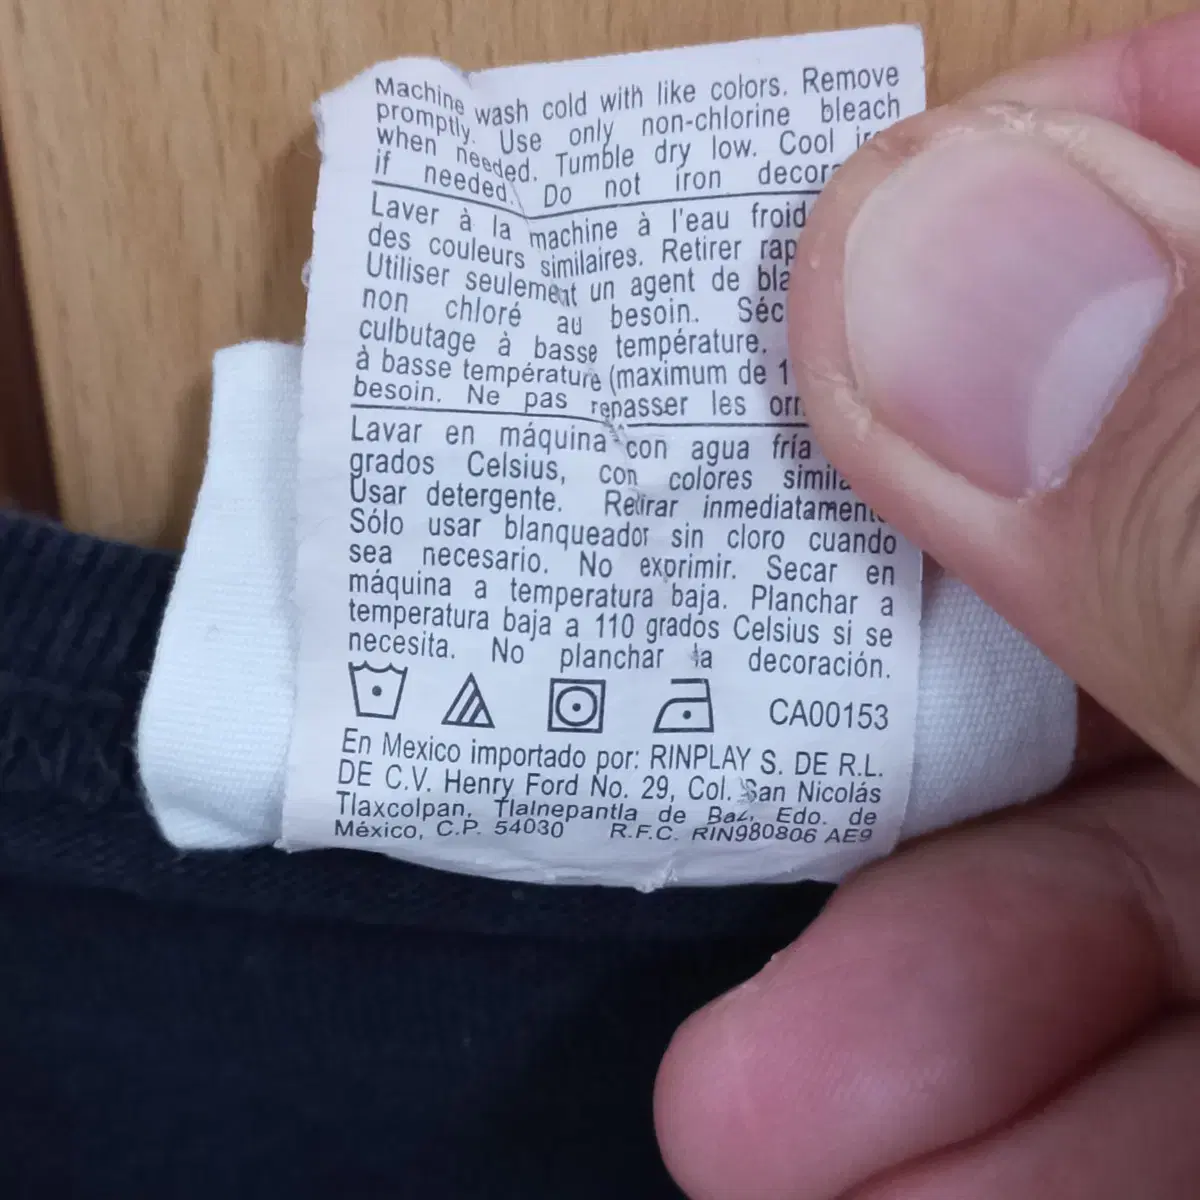 Machine wash cold with like colors. Remove
promptly. Use only non-chlorine bleach
when needed. Tumble dry low. Cool
if needed. Do not iron
Laver à la machine à l'eau
des couleurs similaires. Retirer
Utiliser seulement un agent de
non chloré au besoin.
culbutage à basse température.
à basse température (maximum de
besoin. Ne pas repasser les
Lavar en máquina con agua fría
grados Celsius, con colores
Usar detergente. Retirar
Sólo usar blanqueador sin cloro cuando
sea necesario. No exprimir. Secar en
máquina a temperatura baja. Planchar a
temperatura baja a 110 grados Celsius si se
necesita. No planchar la decoración.
CA00153
En Mexico importado por: RINPLAY S. DE R.L.
DE C.V. Henry Ford No. 29, Col. San Nicolás
Tlaxcolpan, Tlalnepantla de Baz, Edo. de
México, C.P. 54030 R.F.C. RIN980806 AE9